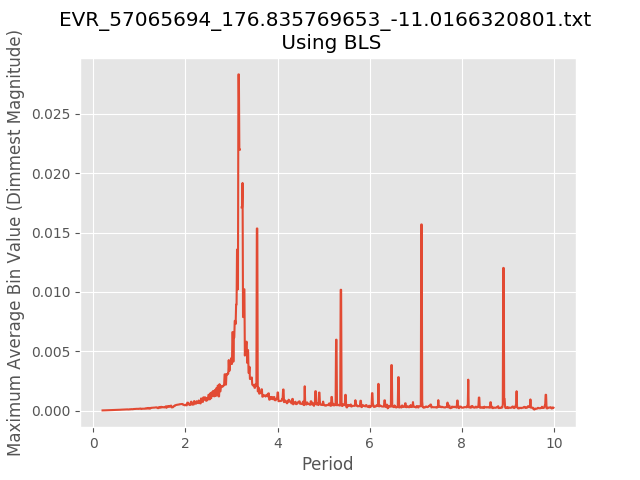 EVR_57065694_176.835769653_-11.0166320801.txt
Using BLS
Maximum Average Bin Value (Dimmest Magnitude)
0.025
0.020
0.015
0.010
0.005
0.000
0 2 4 6 8 10
Period